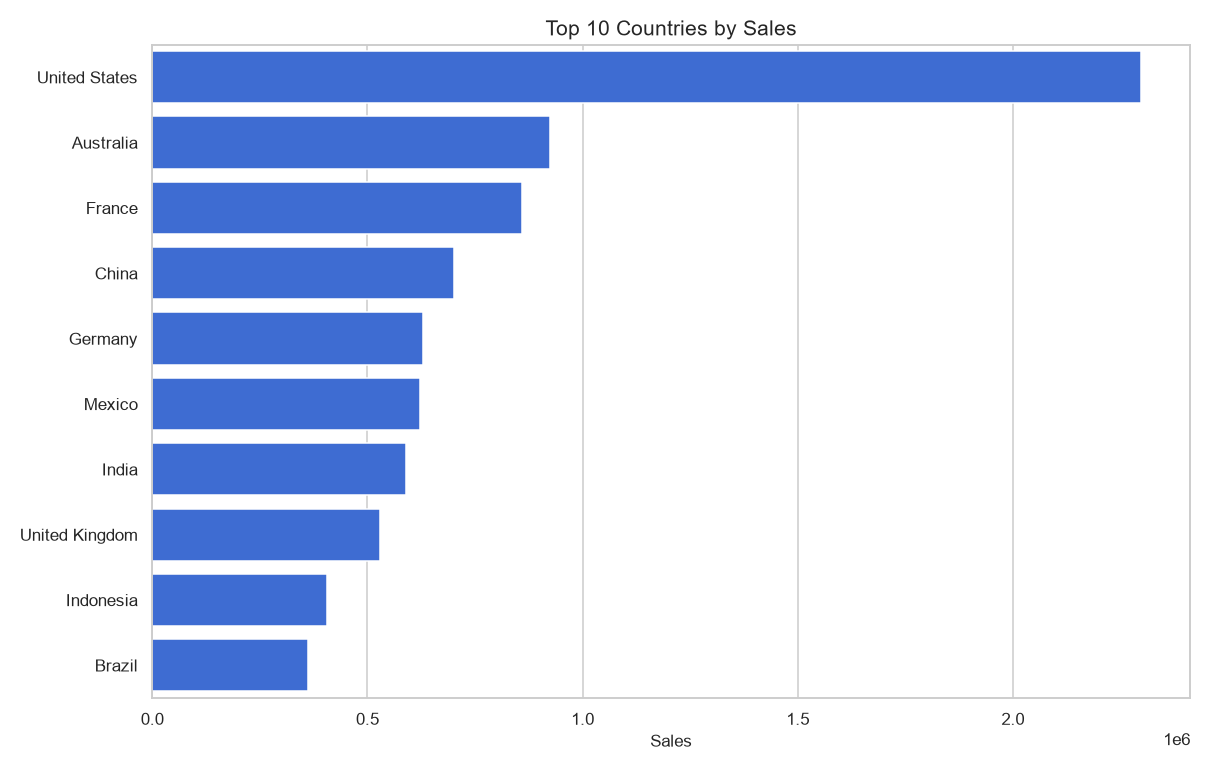 Top 10 Countries by Sales
United States
Australia
France
China
Germany
Mexico
India
United Kingdom
Indonesia
Brazil
0.0 0.5 1.0 1.5 2.0
Sales
1e6